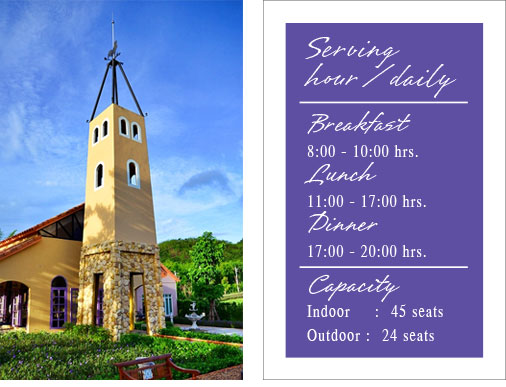 Serving
hour / daily
Breakfast
8:00 - 10:00 hrs.
Lunch
11:00 - 17:00 hrs.
Dinner
17:00 - 20:00 hrs.
Capacity
Indoor : 45 seats
Outdoor : 24 seats